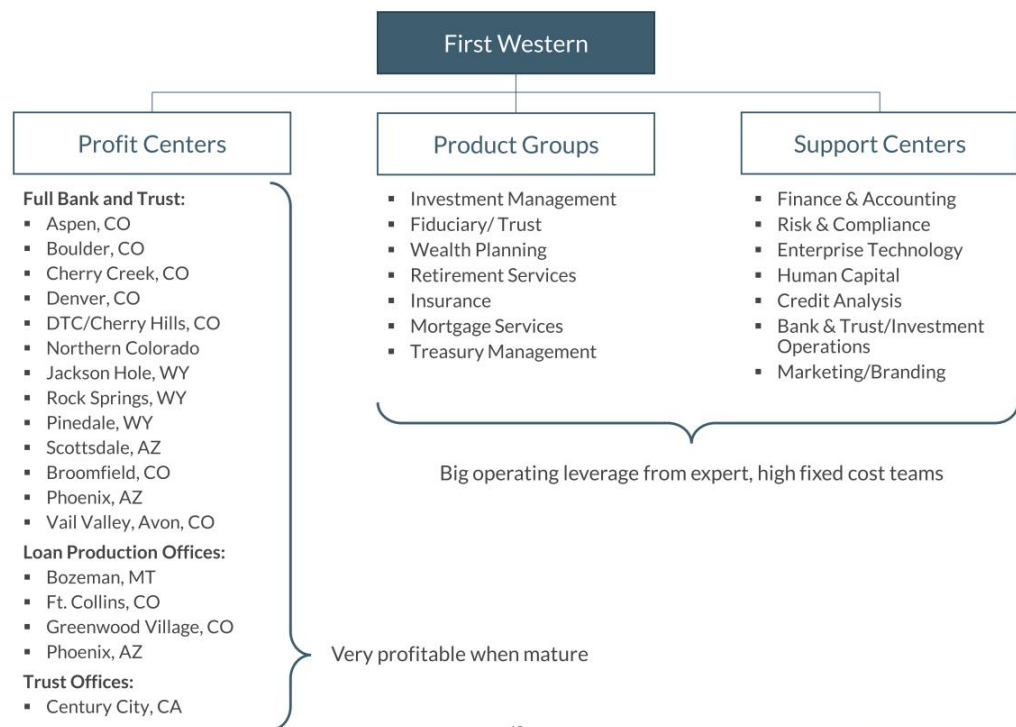 First Western
Profit Centers
Full Bank and Trust:
▪ Aspen, CO
▪ Boulder, CO
▪ Cherry Creek, CO
▪ Denver, CO
▪ DTC/Cherry Hills, CO
▪ Northern Colorado
▪ Jackson Hole, WY
▪ Rock Springs, WY
▪ Pinedale, WY
▪ Scottsdale, AZ
▪ Broomfield, CO
▪ Phoenix, AZ
▪ Vail Valley, Avon, CO
Loan Production Offices:
▪ Bozeman, MT
▪ Ft. Collins, CO
▪ Greenwood Village, CO
▪ Phoenix, AZ
Trust Offices:
▪ Century City, CA
Very profitable when mature
Product Groups
▪ Investment Management
▪ Fiduciary/ Trust
▪ Wealth Planning
▪ Retirement Services
▪ Insurance
▪ Mortgage Services
▪ Treasury Management
Support Centers
▪ Finance & Accounting
▪ Risk & Compliance
▪ Enterprise Technology
▪ Human Capital
▪ Credit Analysis
▪ Bank & Trust/Investment
Operations
▪ Marketing/Branding
Big operating leverage from expert, high fixed cost teams